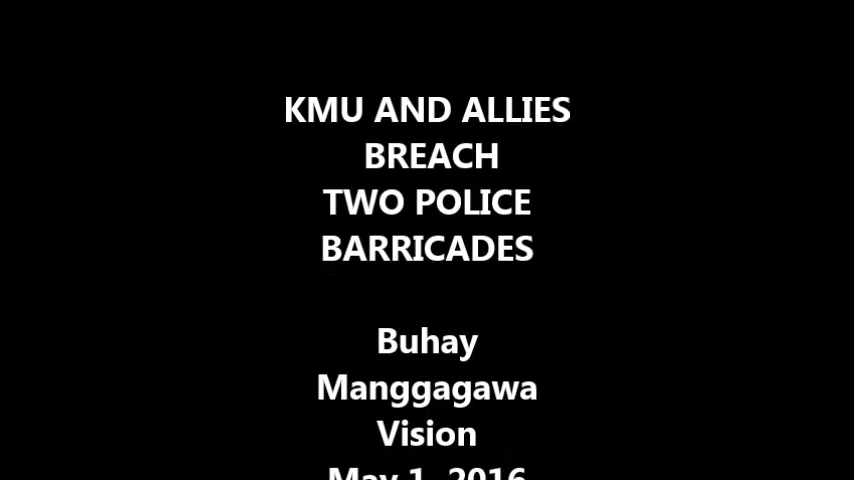 KMU AND ALLIES
BREACH
TWO POLICE
BARRICADES
Buhay
Manggagawa
Vision
May 1, 2016